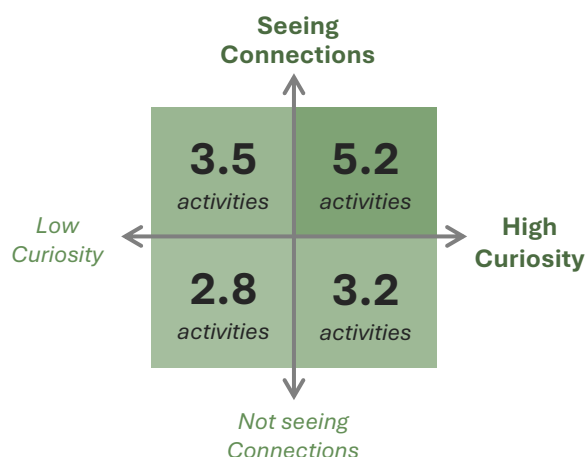 Seeing
Connections
3.5
activities
5.2
activities
Low
Curiosity
High
Curiosity
2.8
activities
3.2
activities
Not seeing
Connections